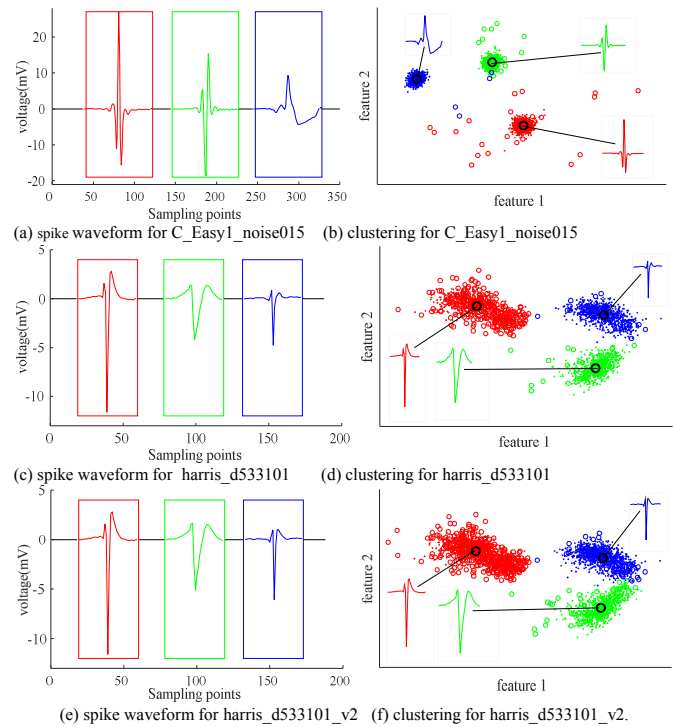 20
10
0
-10
-20
voltage(mV)
O 50 100 150 200 250 300 350
Sampling points
feature 2
feature 1
(a) spike waveform for C_Easy1_noise015 (b) clustering for C_Easy1_noise015
5
0
-5
-10
voltage(mV)
O 50 100 150 200
Sampling points
feature 2
feature 1
(c) spike waveform for harris_d533101 (d) clustering for harris_d533101
5
0
-5
-10
voltage(mV)
O 50 100 150 200
Sampling points
feature 2
feature 1
(e) spike waveform for harris_d533101_v2 (f) clustering for harris_d533101_v2.